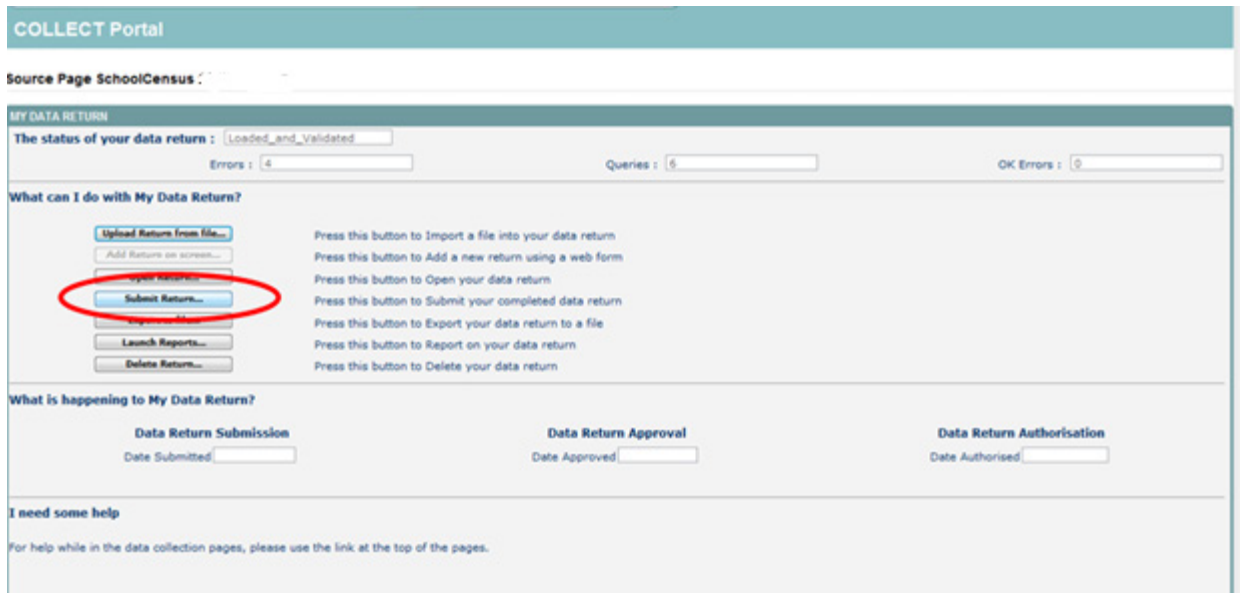 COLLECT Portal
Source Page SchoolCensus
MY DATA RETURN
The status of your data return : Loaded_and_Validated
Errors : 4 Queries : 6 OK Errors : 0
What can I do with My Data Return?
Upload Return from file... Press this button to Import a file into your data return
Add Return on screen... Press this button to Add a new return using a web form
Open Return... Press this button to Open your data return
Submit Return... Press this button to Submit your completed data return
Press this button to Export your data return to a file
Launch Reports... Press this button to Report on your data return
Delete Return... Press this button to Delete your data return
What is happening to My Data Return?
Data Return Submission Data Return Approval Data Return Authorisation
Date Submitted Date Approved Date Authorised
I need some help
For help while in the data collection pages, please use the link at the top of the pages.